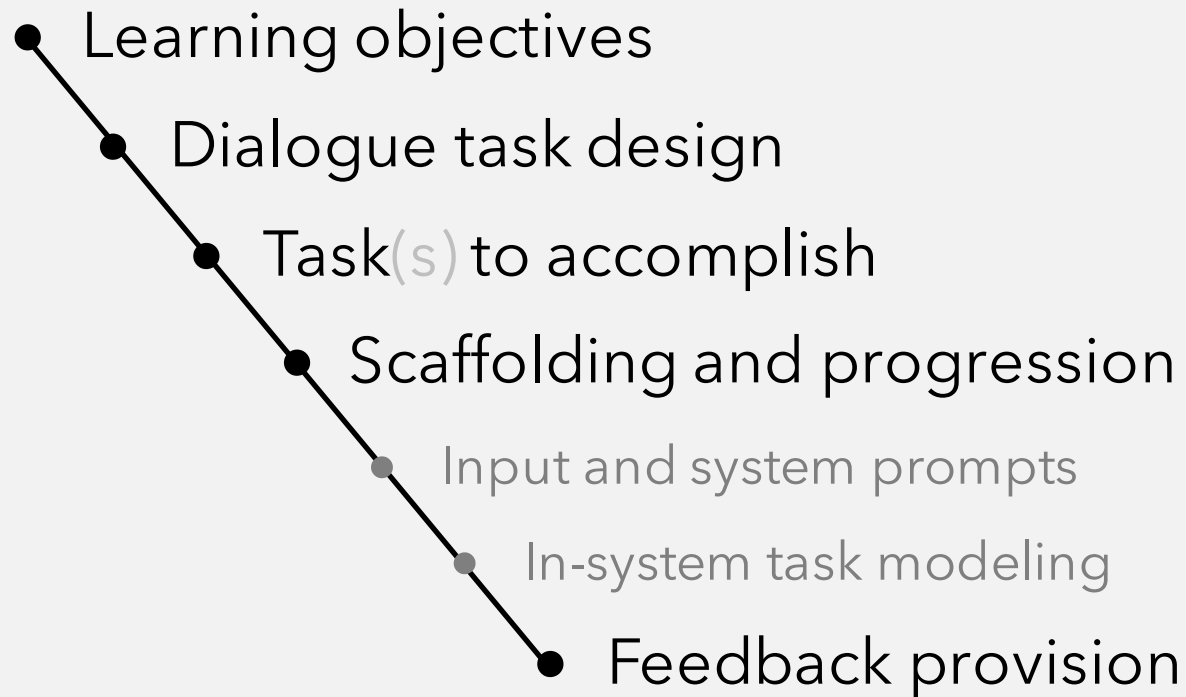 Learning objectives
Dialogue task design
Task(s) to accomplish
Scaffolding and progression
Input and system prompts
In-system task modeling
Feedback provision